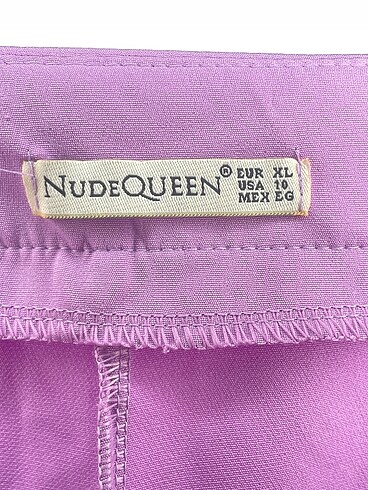 NUDEQUEEN®
EUR XL
USA 10
MEX EG